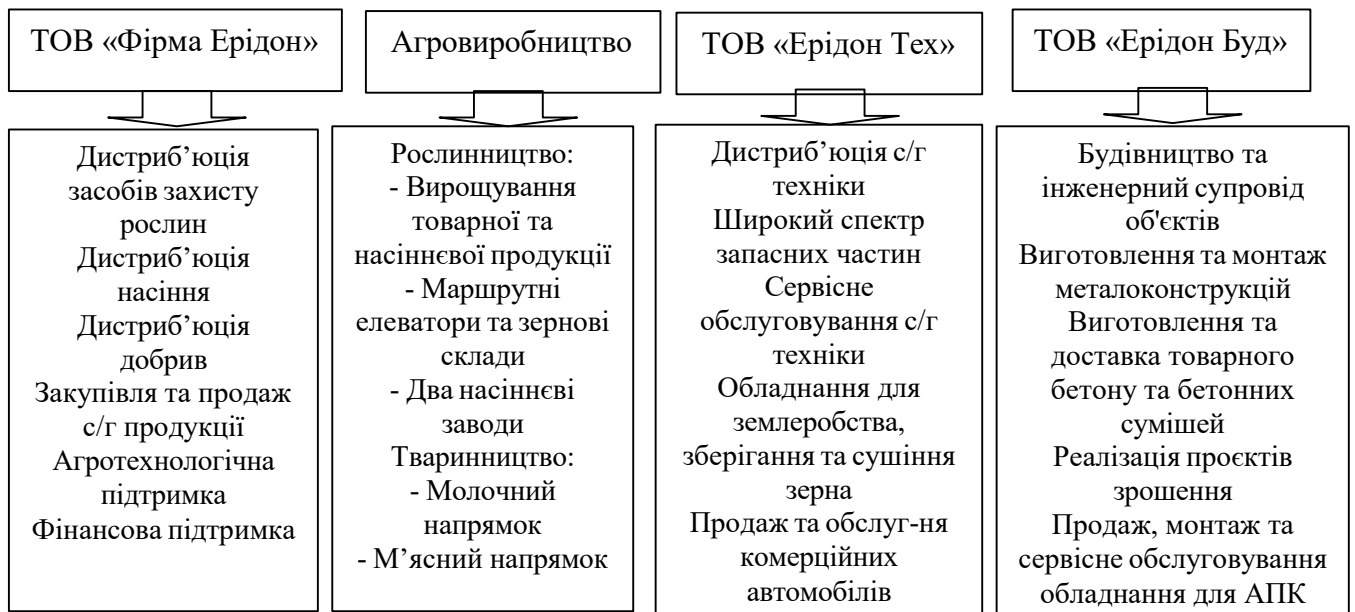 ТОВ «Фірма Ерідон»
Дистриб’юція
засобів захисту
рослин
Дистриб’юція
насіння
Дистриб’юція
добрив
Закупівля та продаж
с/г продукції
Агротехнологічна
підтримка
Фінансова підтримка
Агровиробництво
Рослинництво:
- Вирощування
товарної та
насіннєвої продукції
- Маршрутні
елеватори та зернові
склади
- Два насіннєві
заводи
Тваринництво:
- Молочний
напрямок
- М’ясний напрямок
ТОВ «Ерідон Тех»
Дистриб’юція с/г
техніки
Широкий спектр
запасних частин
Сервісне
обслуговування с/г
техніки
Обладнання для
землеробства,
зберігання та сушіння
зерна
Продаж та обслуг-ня
комерційних
автомобілів
ТОВ «Ерідон Буд»
Будівництво та
інженерний супровід
об'єктів
Виготовлення та монтаж
металоконструкцій
Виготовлення та
доставка товарного
бетону та бетонних
сумішей
Реалізація проєктів
зрошення
Продаж, монтаж та
сервісне обслуговування
обладнання для АПК